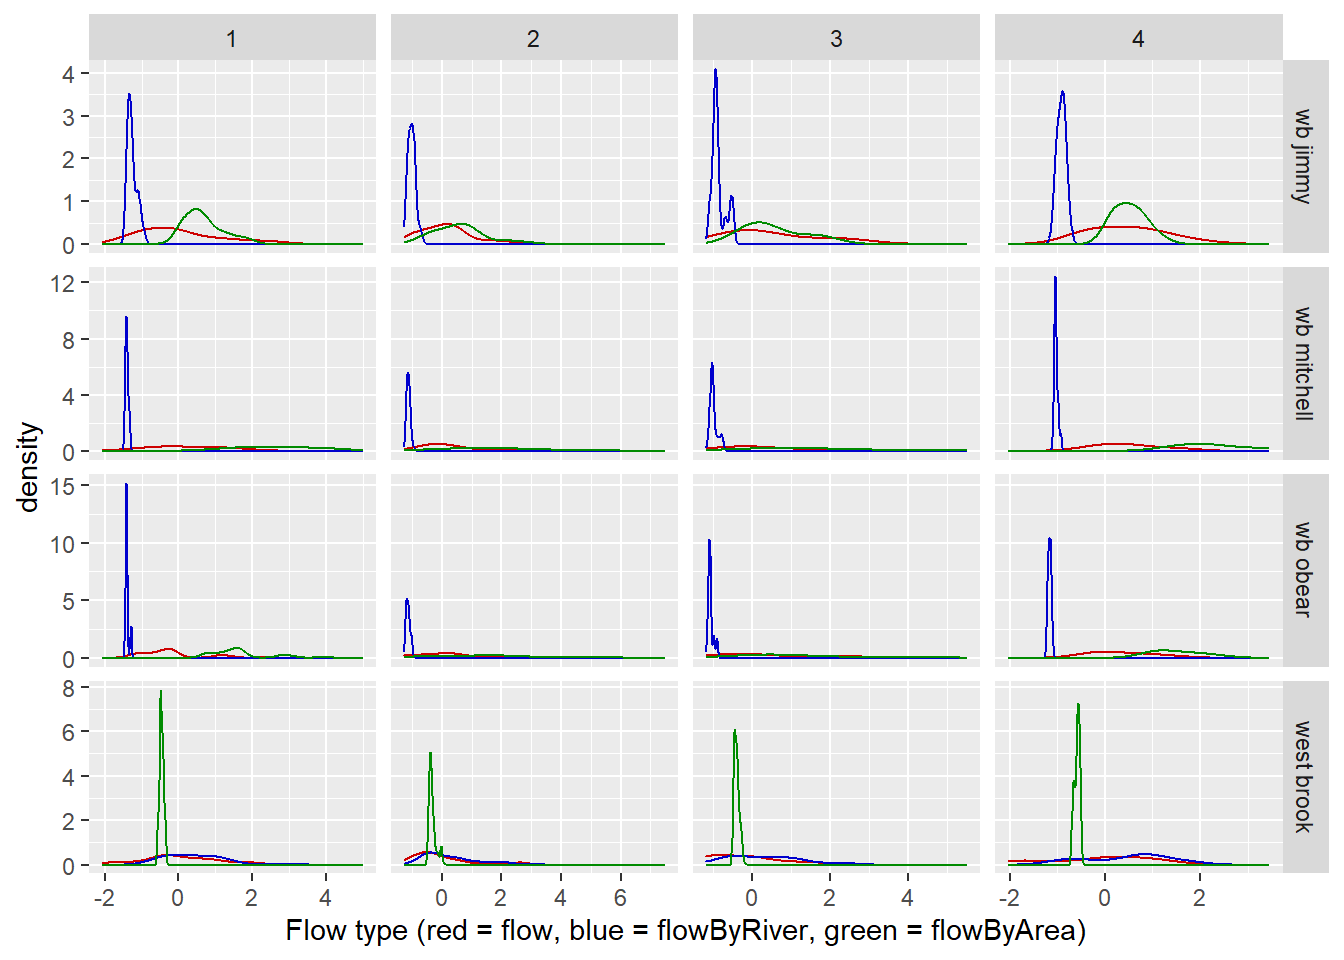 1 2 3 4
4
3
2
1
0
wb jimmy
12
8
4
0
wb mitchell
15
10
5
0
wb obear
8
6
4
2
0
west brook
density
-2 0 2 4 0 2 4 6 0 2 4 -2 0 2
Flow type (red = flow, blue = flowByRiver, green = flowByArea)